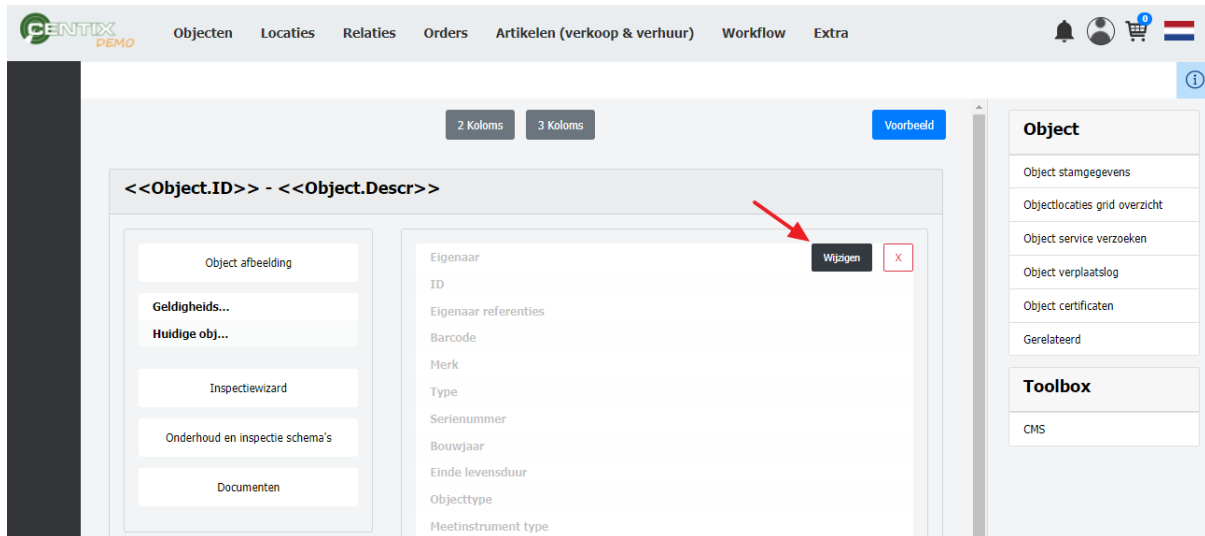 CENTIX
DEMO
Objecten Locaties Relaties Orders Artikelen (verkoop & verhuur) Workflow Extra
0
2 Koloms 3 Koloms Voorbeeld
<<Object.ID>> - <<Object.Descr>>
Object afbeelding
Geldigheids...
Huidige obj...
Inspectiewizard
Onderhoud en inspectie schema's
Documenten
Eigenaar
Wijzigen X
ID
Eigenaar referenties
Barcode
Merk
Type
Serienummer
Bouwjaar
Einde levensduur
Objecttype
Meetinstrument type
Object
Object stamgegevens
Objectlocaties grid overzicht
Object service verzoeken
Object verplaatslog
Object certificaten
Gerelateerd
Toolbox
CMS